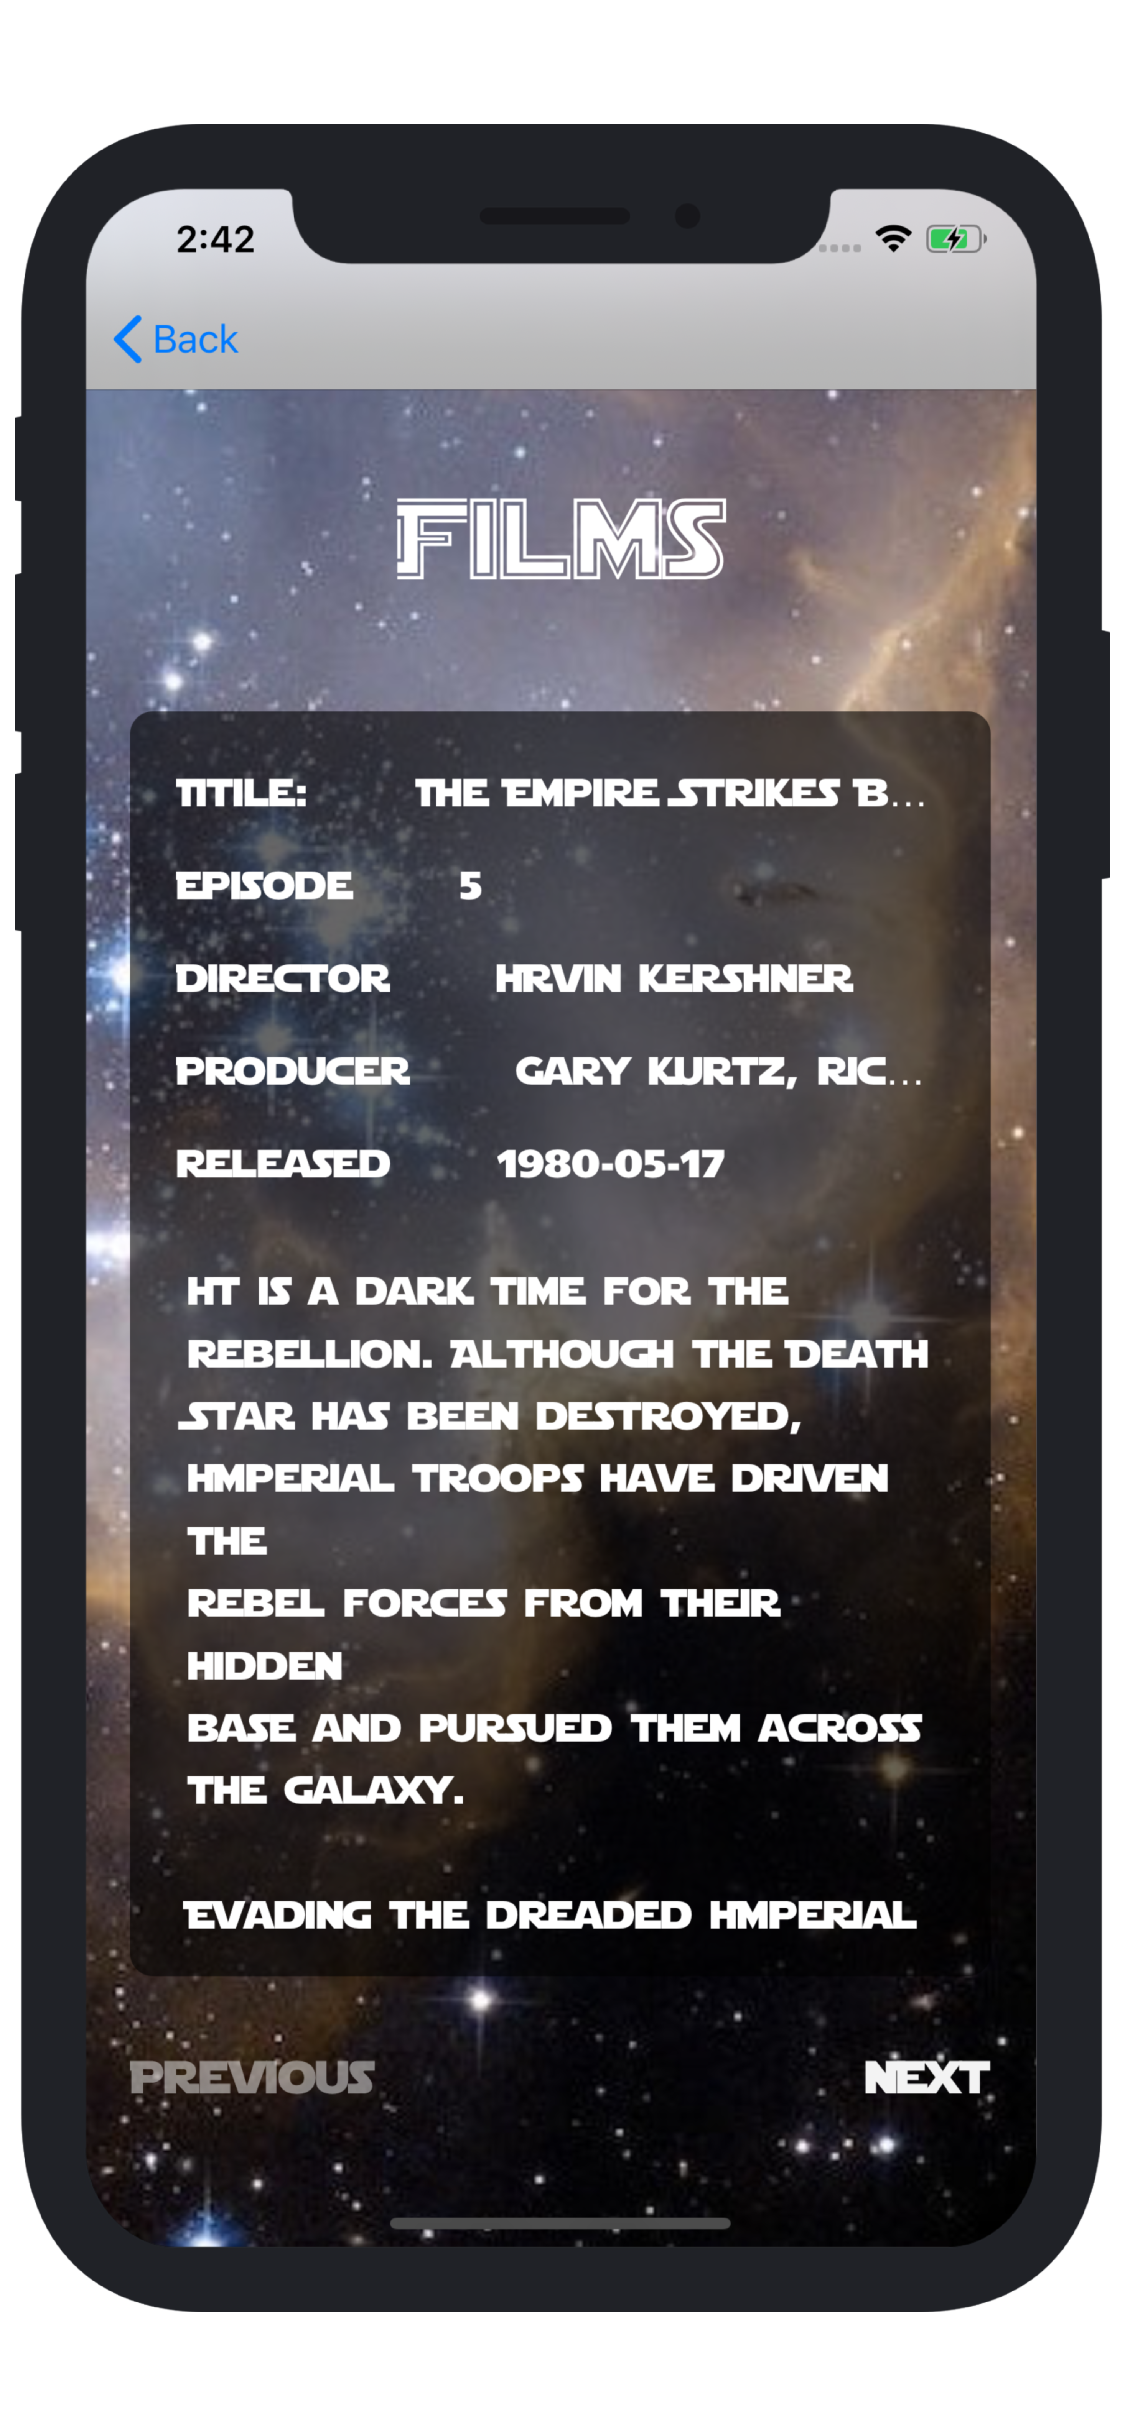 2:42
Back
FILMS
TITILE: THE EMPIRE STRIKES B...
EPISODE 5
DIRECTOR HRVIN KERSHNER
PRODUCER GARY KURTZ, RIC...
RELEASED 1980-05-17
HT IS A DARK TIME FOR THE
REBELLION. ALTHOUGH THE DEATH
STAR HAS BEEN DESTROYED,
HMPERIAL TROOPS HAVE DRIVEN
THE
REBEL FORCES FROM THEIR
HIDDEN
BASE AND PURSUED THEM ACROSS
THE GALAXY.
EVADING THE DREADED HMPERIAL
PREVIOUS
NEXT